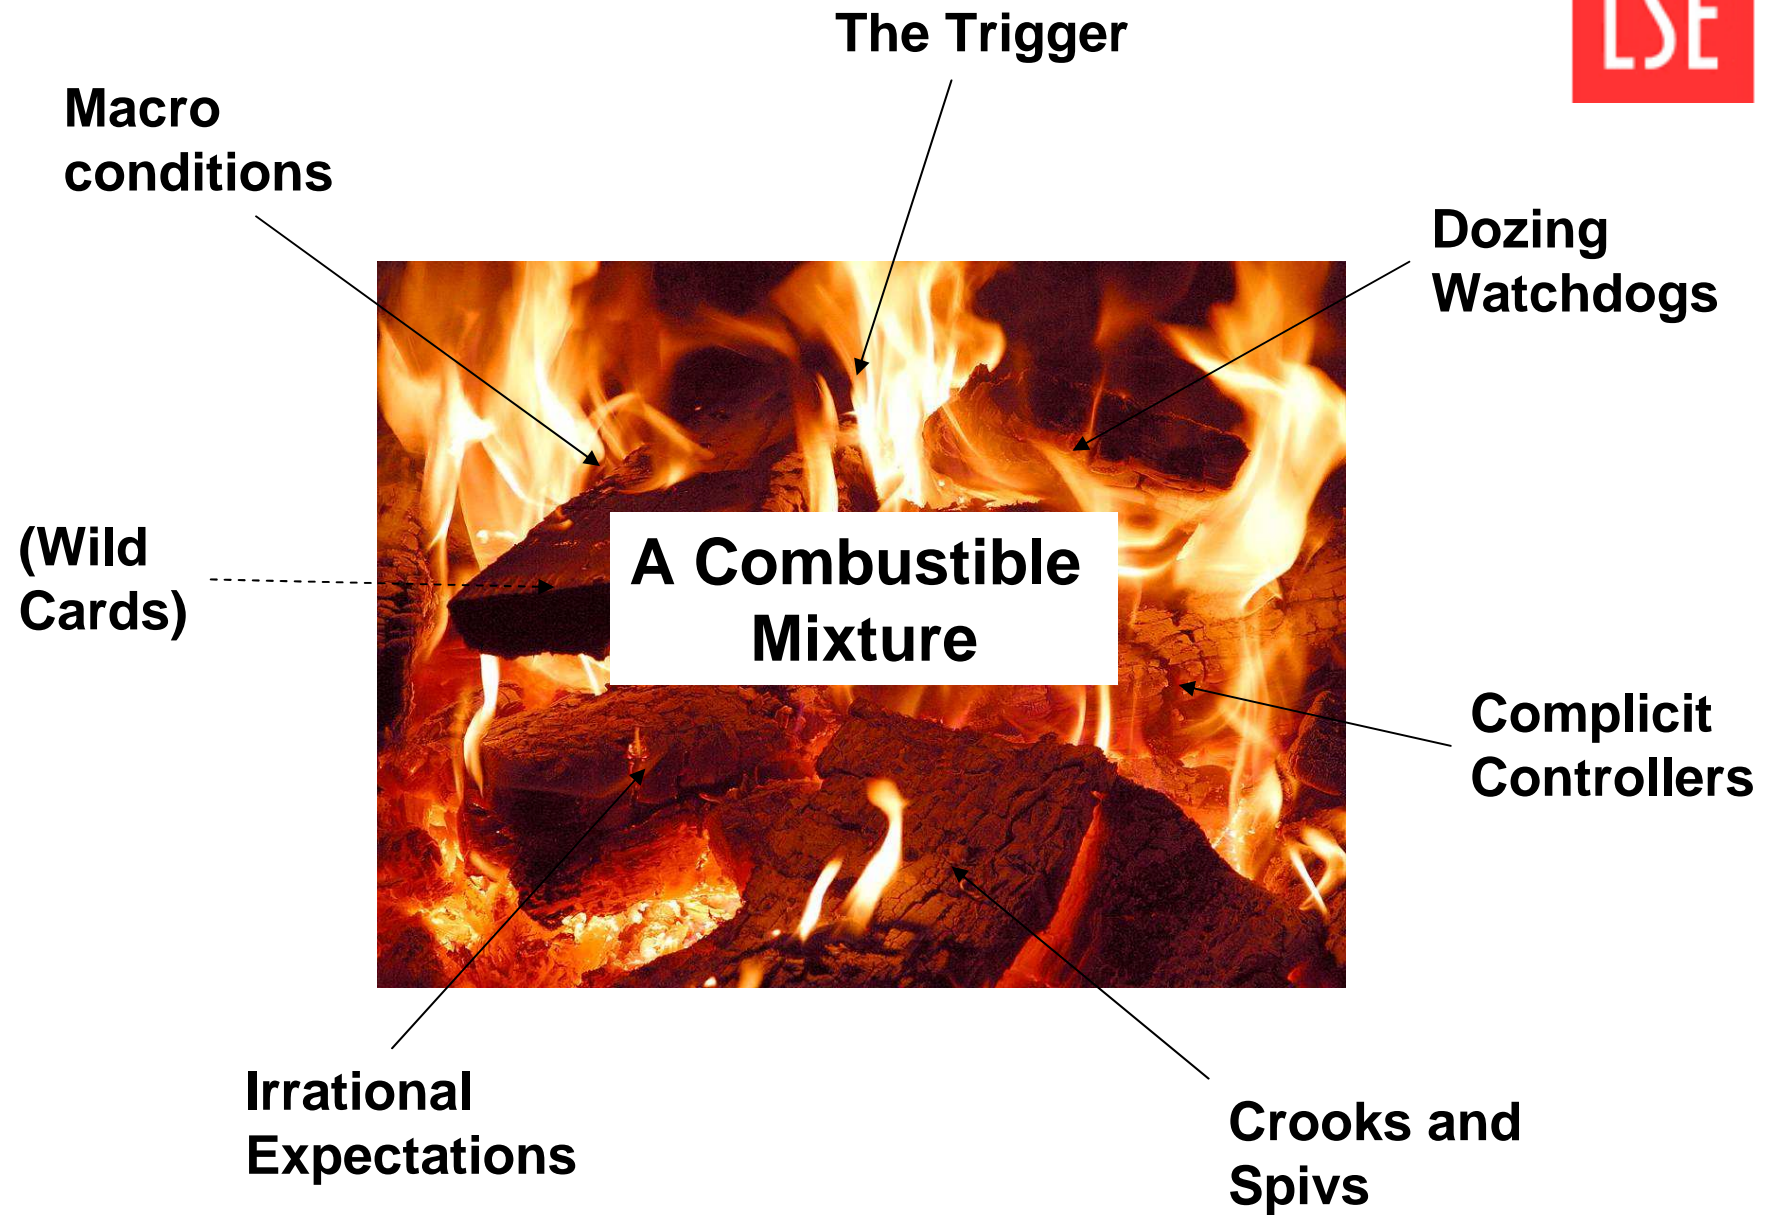 The Trigger
LSE
Macro
conditions
Dozing
Watchdogs
(Wild
Cards)
A Combustible
Mixture
Complicit
Controllers
Irrational
Expectations
Crooks and
Spivs